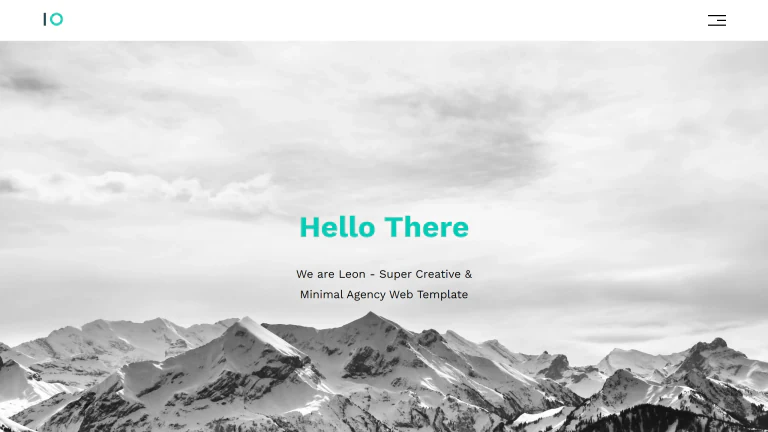 IO
Hello There
We are Leon - Super Creative &
Minimal Agency Web Template